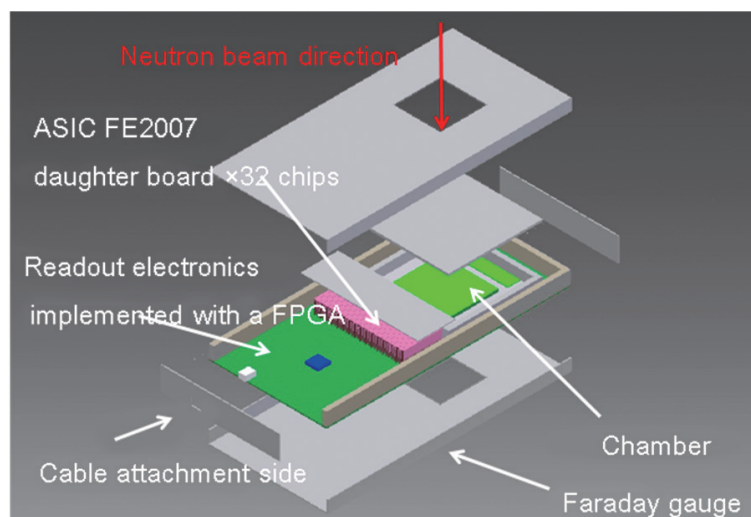 Neutron beam direction
ASIC FE2007
daughter board ×32 chips
Readout electronics
implemented with a FPGA
Cable attachment side
Chamber
Faraday gauge